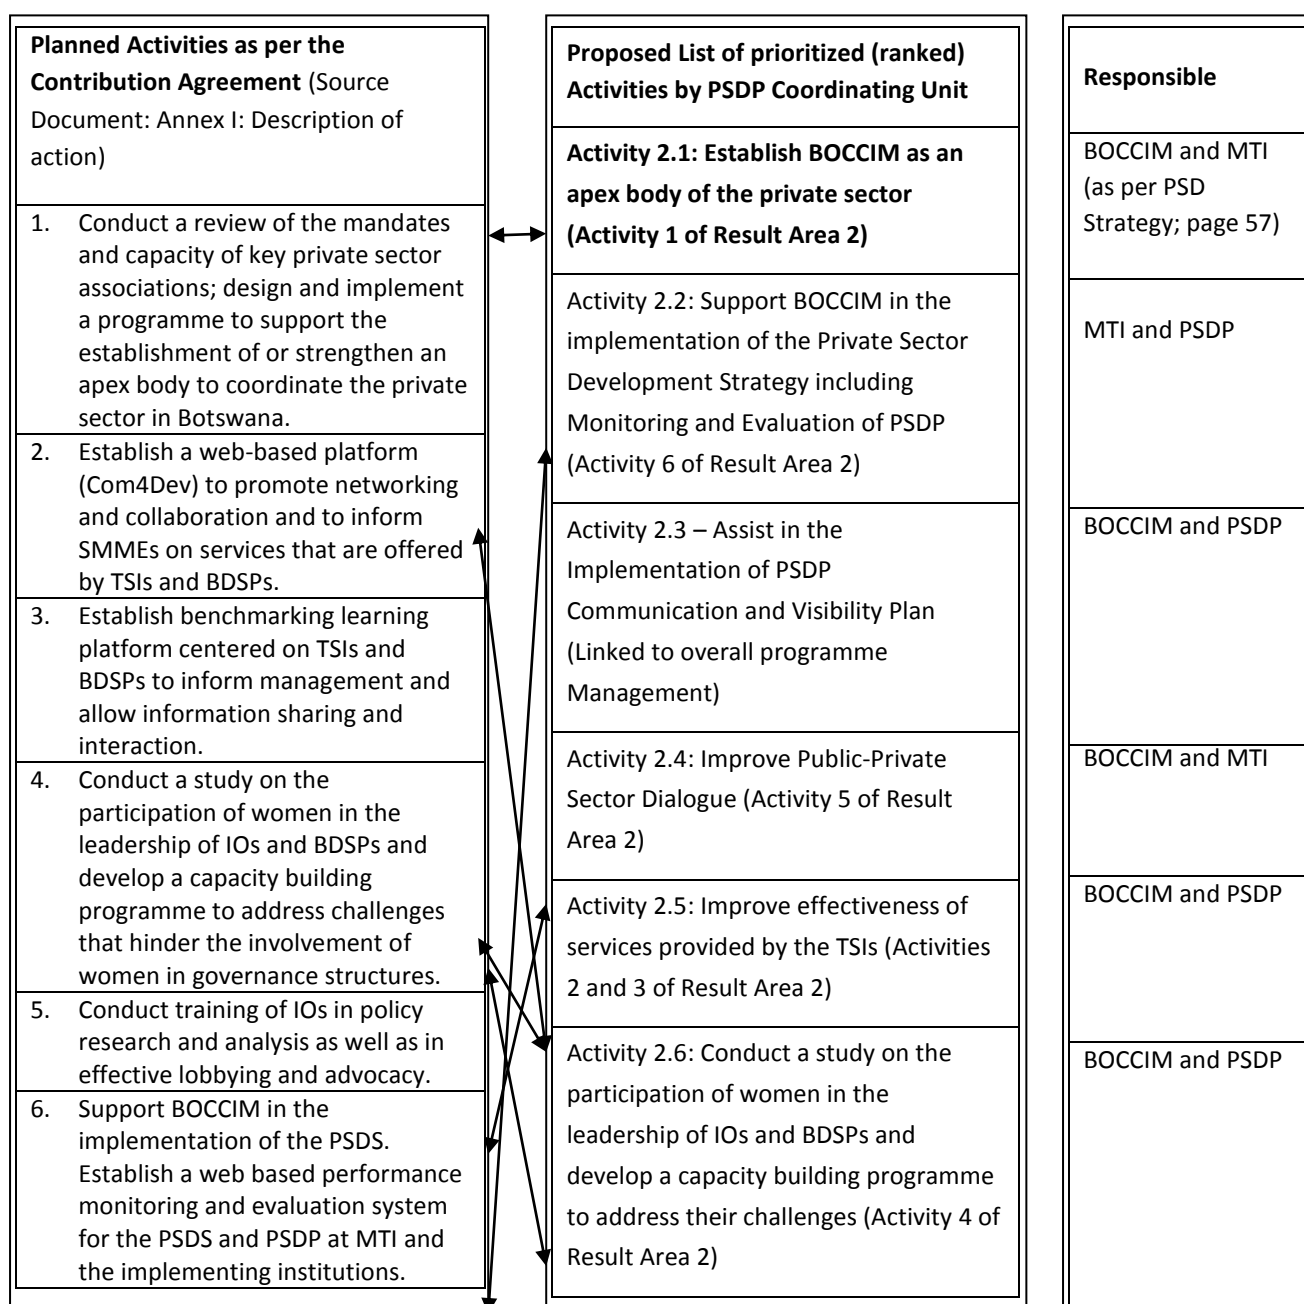 Planned Activities as per the
Contribution Agreement (Source
Document: Annex I: Description of
action)
1. Conduct a review of the mandates
and capacity of key private sector
associations; design and implement
a programme to support the
establishment of or strengthen an
apex body to coordinate the private
sector in Botswana.
2. Establish a web-based platform
(Com4Dev) to promote networking
and collaboration and to inform
SMMEs on services that are offered
by TSIs and BDSPs.
3. Establish benchmarking learning
platform centered on TSIs and
BDSPs to inform management and
allow information sharing and
interaction.
4. Conduct a study on the
participation of women in the
leadership of IOs and BDSPs and
develop a capacity building
programme to address challenges
that hinder the involvement of
women in governance structures.
5. Conduct training of IOs in policy
research and analysis as well as in
effective lobbying and advocacy.
6. Support BOCCIM in the
implementation of the PSDS.
Establish a web based performance
monitoring and evaluation system
for the PSDS and PSDP at MTI and
the implementing institutions.
Proposed List of prioritized (ranked)
Activities by PSDP Coordinating Unit
Activity 2.1: Establish BOCCIM as an
apex body of the private sector
(Activity 1 of Result Area 2)
Activity 2.2: Support BOCCIM in the
implementation of the Private Sector
Development Strategy including
Monitoring and Evaluation of PSDP
(Activity 6 of Result Area 2)
Activity 2.3 – Assist in the
Implementation of PSDP
Communication and Visibility Plan
(Linked to overall programme
Management)
Activity 2.4: Improve Public-Private
Sector Dialogue (Activity 5 of Result
Area 2)
Activity 2.5: Improve effectiveness of
services provided by the TSIs (Activities
2 and 3 of Result Area 2)
Activity 2.6: Conduct a study on the
participation of women in the
leadership of IOs and BDSPs and
develop a capacity building programme
to address their challenges (Activity 4 of
Result Area 2)
Responsible
BOCCIM and MTI
(as per PSD
Strategy; page 57)
MTI and PSDP
BOCCIM and PSDP
BOCCIM and MTI
BOCCIM and PSDP
BOCCIM and PSDP